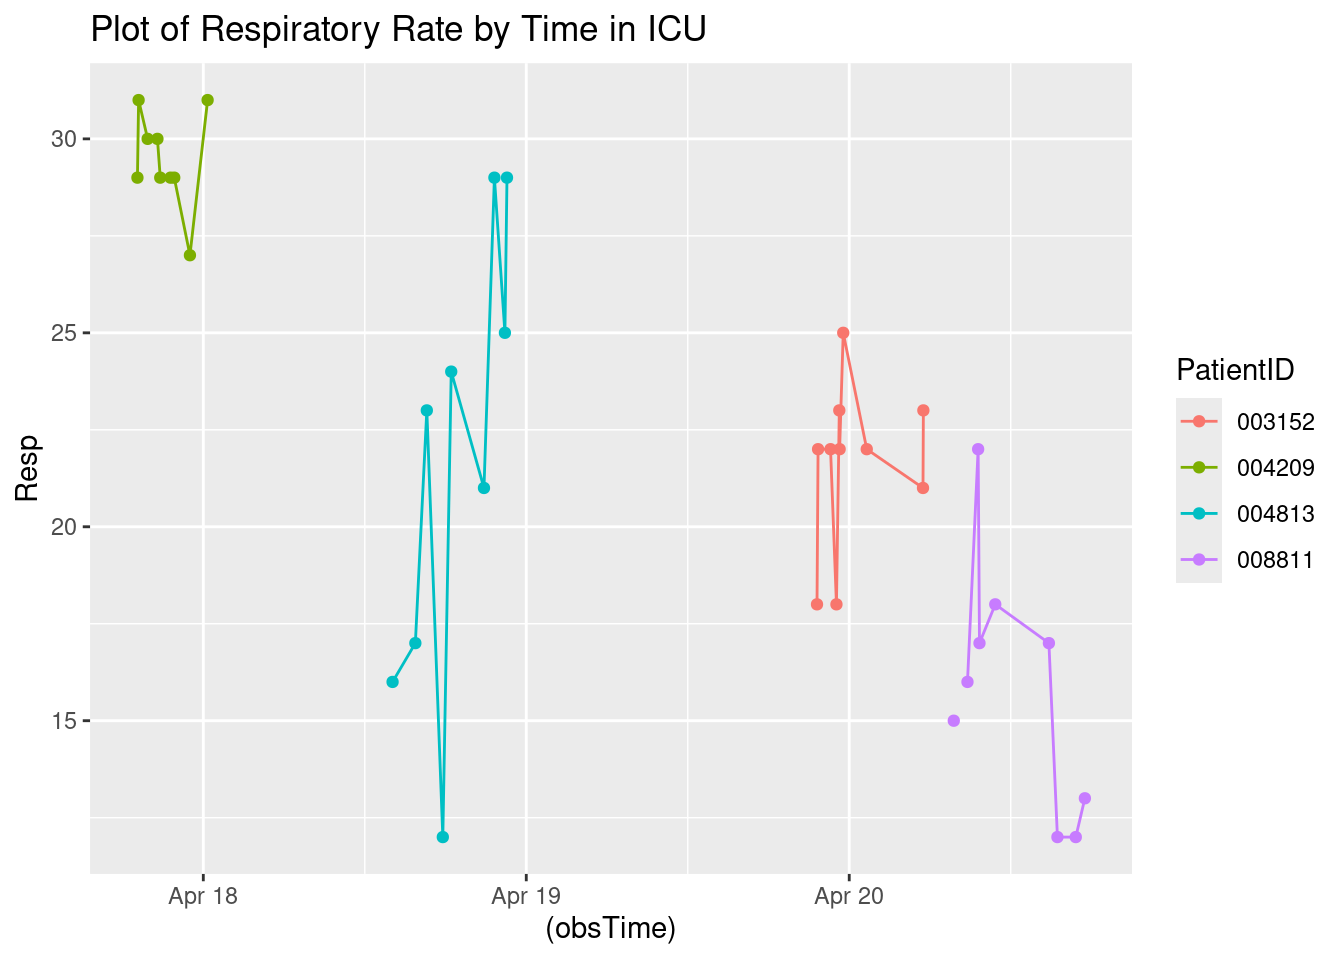 Plot of Respiratory Rate by Time in ICU
30
25
20
15
Resp
Apr 18
Apr 19
Apr 20
(obsTime)
PatientID
003152
004209
004813
008811